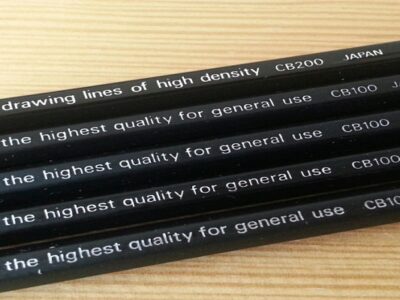 drawing lines of high density CB200 JAPAN
the highest quality for general use CB100
the highest quality for general use CB100
the highest quality for general use CB100
the highest quality for general use CB10